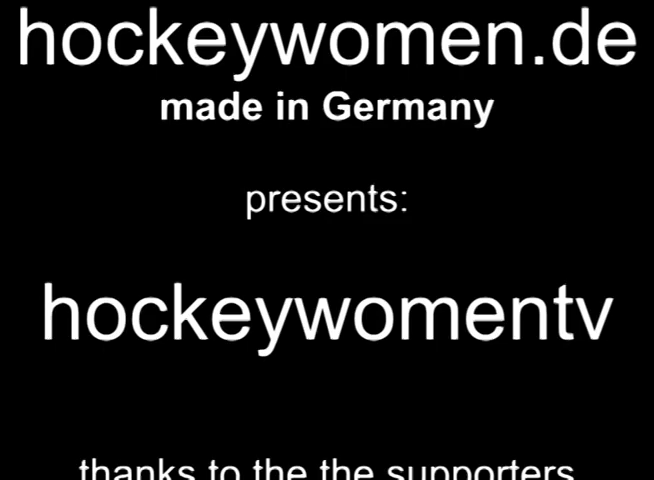 hockeywomen.de
made in Germany
presents:
hockeywomentv
thanks to the the supporters